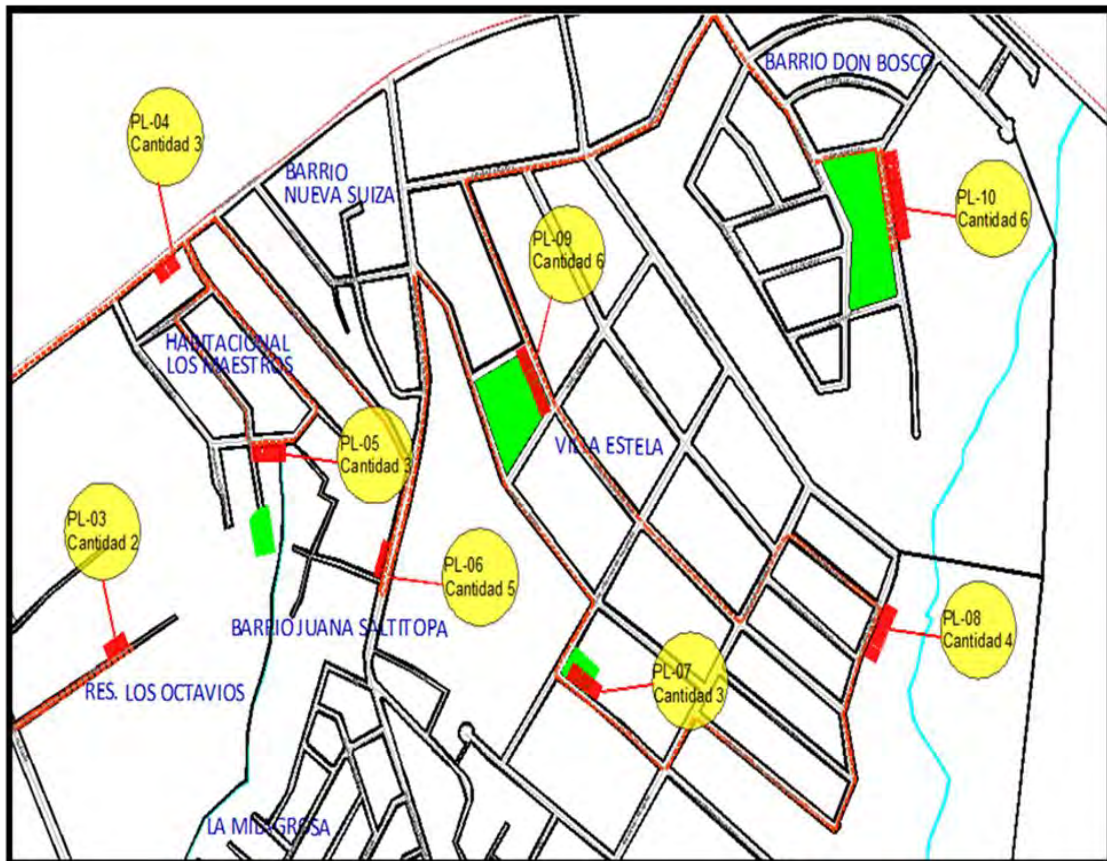 BARRIO DON BOSCO
PL-04
Cantidad 3
BARRIO
NUEVA SUIZA
PL-10
Cantidad 6
PL-09
Cantidad 6
HABITACIONAL
LOS MAESTROS
PL-05
Cantidad 3
VILLA ESTELA
PL-03
Cantidad 2
PL-06
Cantidad 5
PL-08
Cantidad 4
BARRIO JUANA SALTITOPA
PL-07
Cantidad 3
RES. LOS OCTAVIOS
LA MILAGROSA